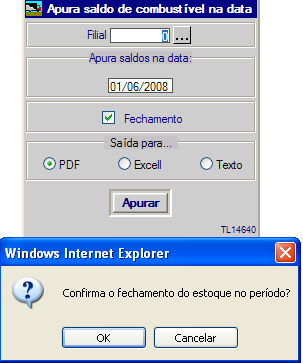 Apura saldo de combustível na data
Filial 0 ...
Apura saldos na data:
01/06/2008
Fechamento
Saída para...
PDF Excell Texto
Apurar
TL14640
Windows Internet Explorer
Confirma o fechamento do estoque no período?
OK Cancelar